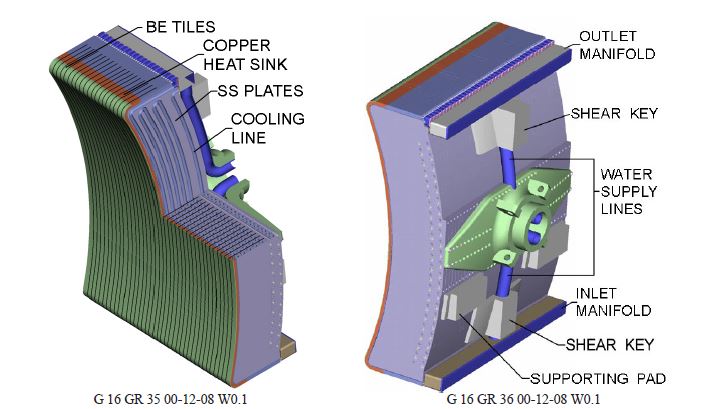 BE TILES
COPPER
HEAT SINK
SS PLATES
COOLING
LINE
G 16 GR 35 00-12-08 W0.1
OUTLET
MANIFOLD
SHEAR KEY
WATER
SUPPLY
LINES
INLET
MANIFOLD
SHEAR KEY
SUPPORTING PAD
G 16 GR 36 00-12-08 W0.1